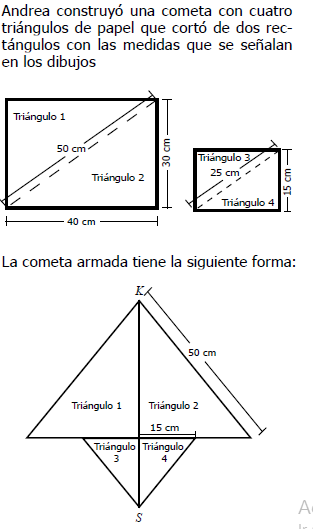 Andrea construyó una cometa con cuatro
triángulos de papel que cortó de dos rec-
tángulos con las medidas que se señalan
en los dibujos
Triángulo 1
50 cm
Triángulo 2
30 cm
40 cm
Triángulo 3
25 cm
Triángulo 4
15 cm
La cometa armada tiene la siguiente forma:
K
50 cm
Triángulo 1
Triángulo 2
15 cm
Triángulo
3
Triángulo
4
S